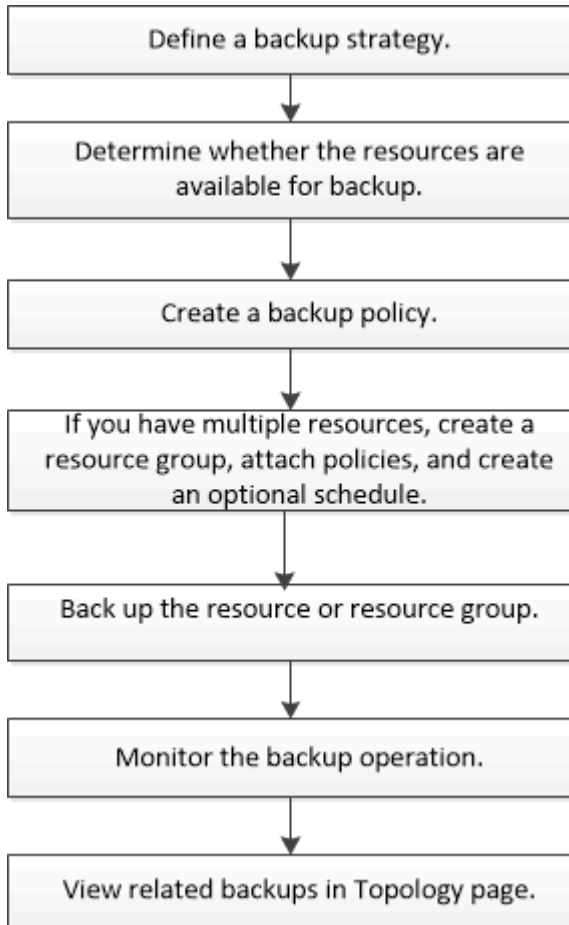 Define a backup strategy.
Determine whether the resources are
available for backup.
Create a backup policy.
If you have multiple resources, create a
resource group, attach policies, and create
an optional schedule.
Back up the resource or resource group.
Monitor the backup operation.
View related backups in Topology page.